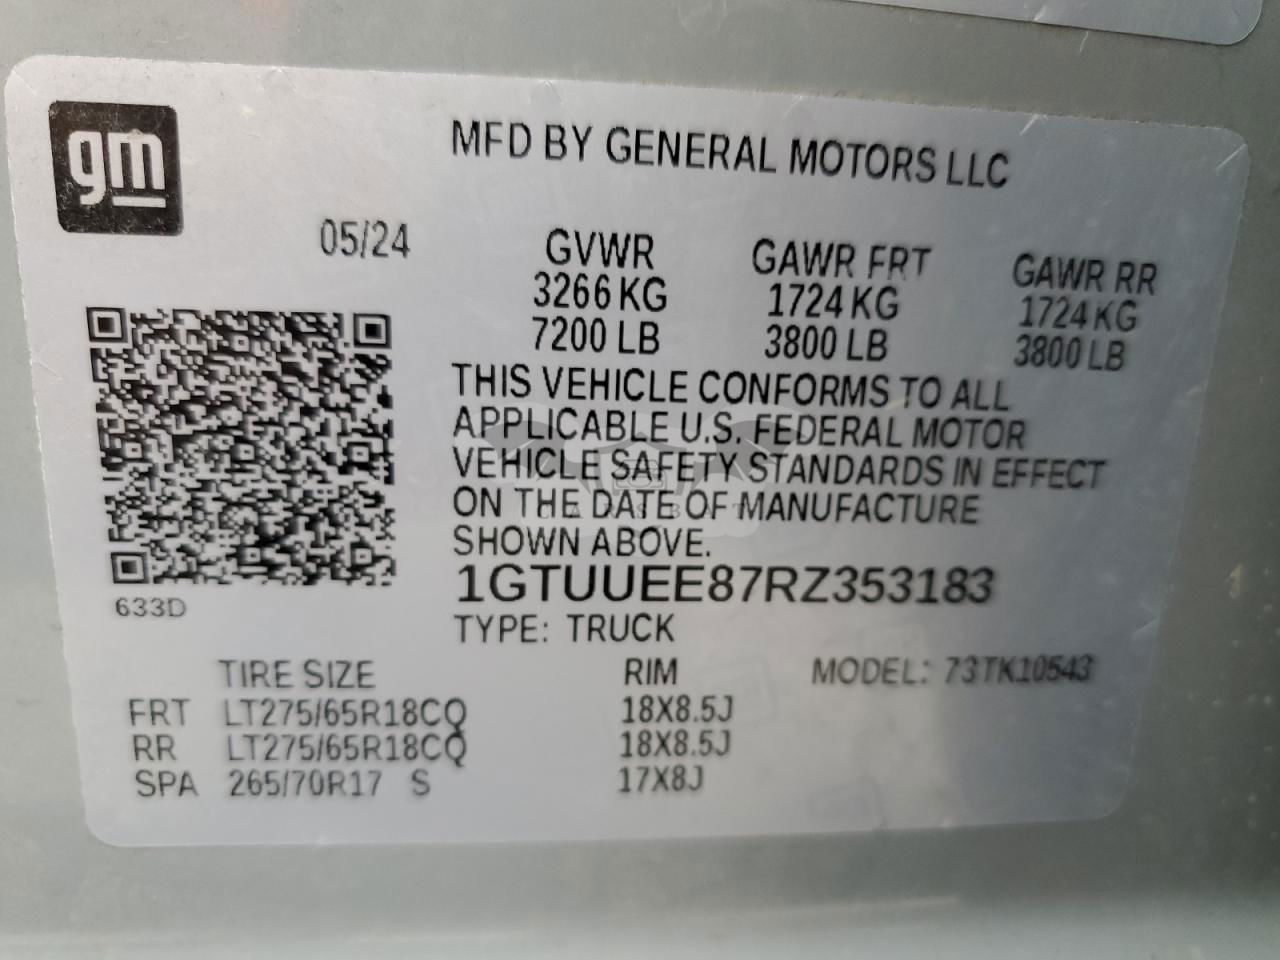 gm
MFD BY GENERAL MOTORS LLC
05/24
GVWR GAWR FRT GAWR RR
3266 KG 1724 KG 1724 KG
7200 LB 3800 LB 3800 LB
THIS VEHICLE CONFORMS TO ALL
APPLICABLE U.S. FEDERAL MOTOR
VEHICLE SAFETY STANDARDS IN EFFECT
ON THE DATE OF MANUFACTURE
SHOWN ABOVE.
1GTUUEE87RZ353183
633D
TYPE: TRUCK
TIRE SIZE RIM MODEL: 73TK10543
FRT LT275/65R18CQ 18X8.5J
RR LT275/65R18CQ 18X8.5J
SPA 265/70R17 S 17X8J